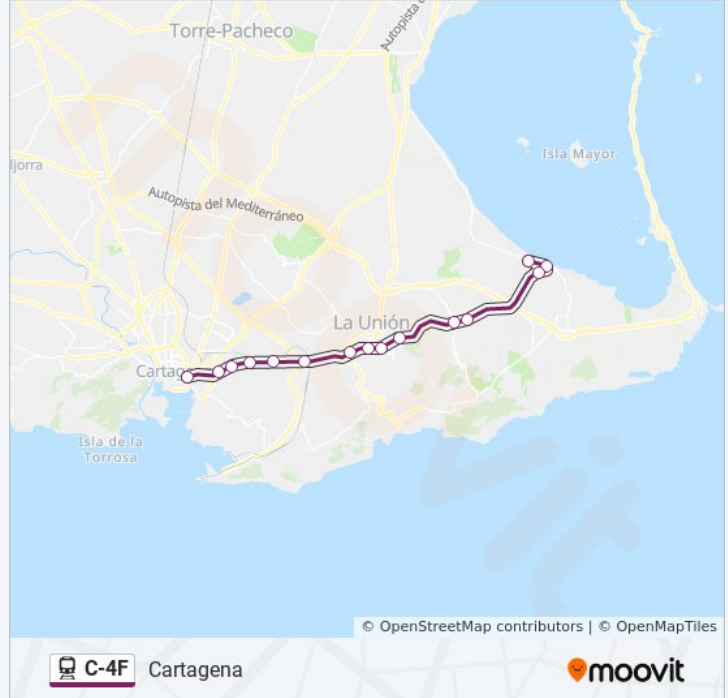 Torre-Pacheco
Autopista d
Isla Mayor
ljorra
Autopista del Mediterráneo
La Unión
Cartag
Isla de la
Torrosa
© OpenStreetMap contributors | © OpenMapTiles
C-4F Cartagena
moovit